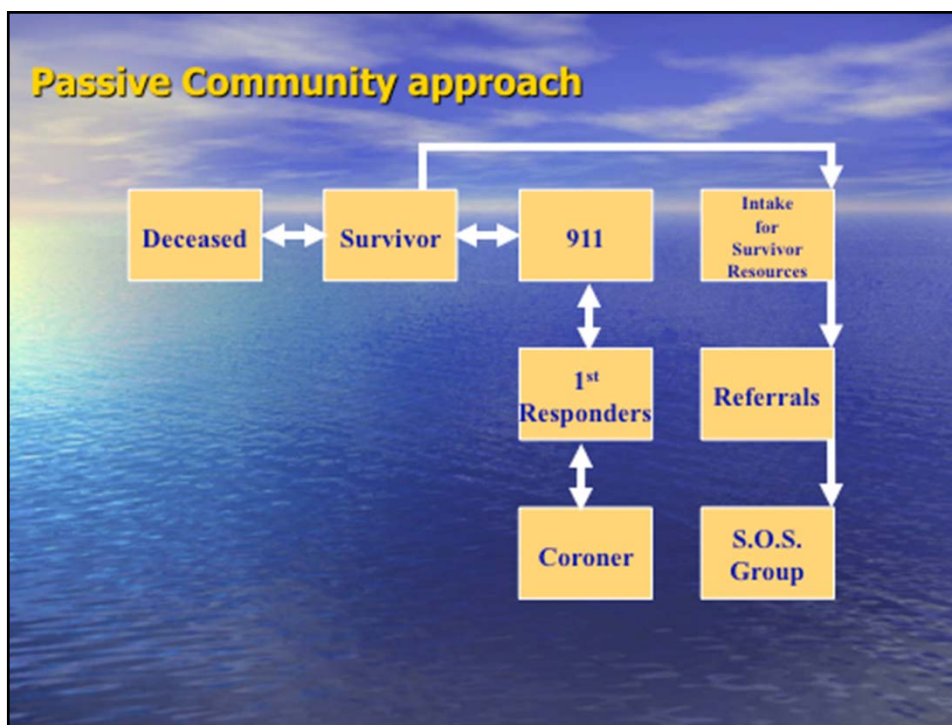 Passive Community approach
Deceased
Survivor
911
Intake
for
Survivor
Resources
1st
Responders
Referrals
Coroner
S.O.S.
Group